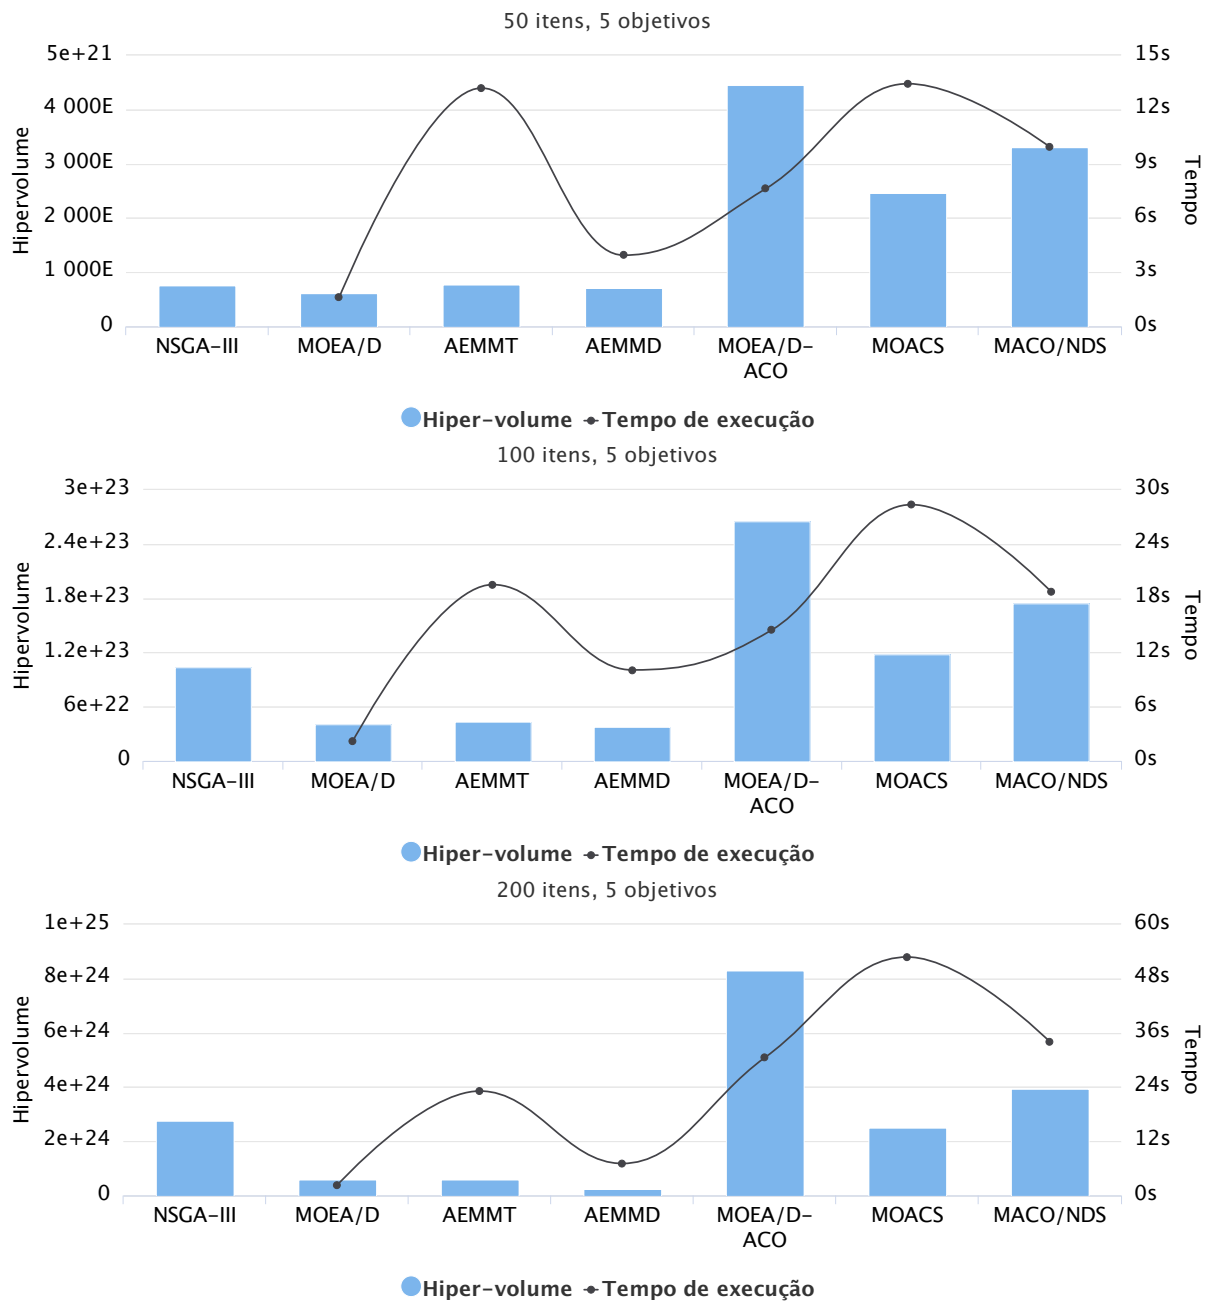 50 itens, 5 objetivos
5e+21
4 000E
3 000E
2 000E
1 000E
0
Hipervolume
15s
12s
9s
6s
3s
0s
Tempo
NSGA-III MOEA/D AEMMT AEMMD MOEA/D- MOACS MACO/NDS
ACO
Hiper-volume Tempo de execução
100 itens, 5 objetivos
3e+23
2.4e+23
1.8e+23
1.2e+23
6e+22
0
Hipervolume
30s
24s
18s
12s
6s
0s
Tempo
NSGA-III MOEA/D AEMMT AEMMD MOEA/D- MOACS MACO/NDS
ACO
Hiper-volume Tempo de execução
200 itens, 5 objetivos
1e+25
8e+24
6e+24
4e+24
2e+24
0
Hipervolume
60s
48s
36s
24s
12s
0s
Tempo
NSGA-III MOEA/D AEMMT AEMMD MOEA/D- MOACS MACO/NDS
ACO
Hiper-volume Tempo de execução